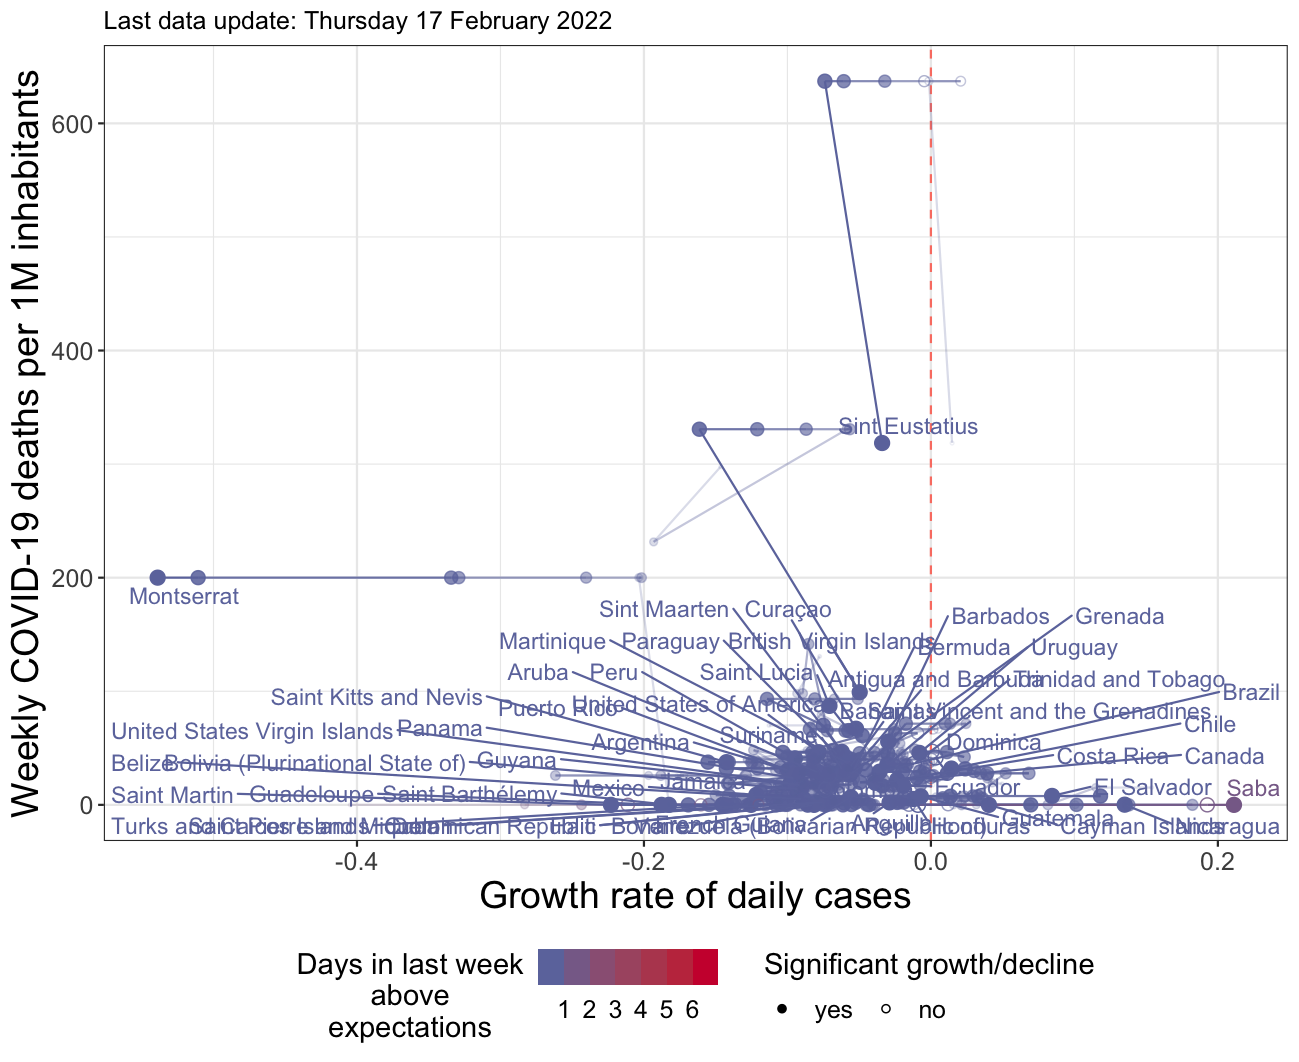 Last data update: Thursday 17 February 2022
Weekly COVID-19 deaths per 1M inhabitants
600
400
200
0
Sint Eustatius
Montserrat
Sint Maarten
Curaçao
Barbados
Grenada
Martinique
Paraguay
British Virgin Islands
Bermuda
Uruguay
Aruba
Peru
Saint Lucia
Antigua and Barbuda
Trinidad and Tobago
Saint Kitts and Nevis
Puerto Rico
United States of America
Bahamas
Saint Vincent and the Grenadines
Brazil
United States Virgin Islands
Panama
Argentina
Suriname
Dominica
Chile
Belize
Bolivia (Plurinational State of)
Guyana
Costa Rica
Canada
Saint Martin
Guadeloupe
Saint Barthélemy
Mexico
Jamaica
Ecuador
El Salvador
Saba
Turks and Caicos Islands
Saint Pierre and Miquelon
Dominican Republic
Haiti
Venezuela (Bolivarian Republic of)
French Guiana
Anguilla
Honduras
Guatemala
Cayman Islands
Nicaragua
-0.4
-0.2
0.0
0.2
Growth rate of daily cases
Days in last week
above
expectations
1 2 3 4 5 6
Significant growth/decline
yes
no